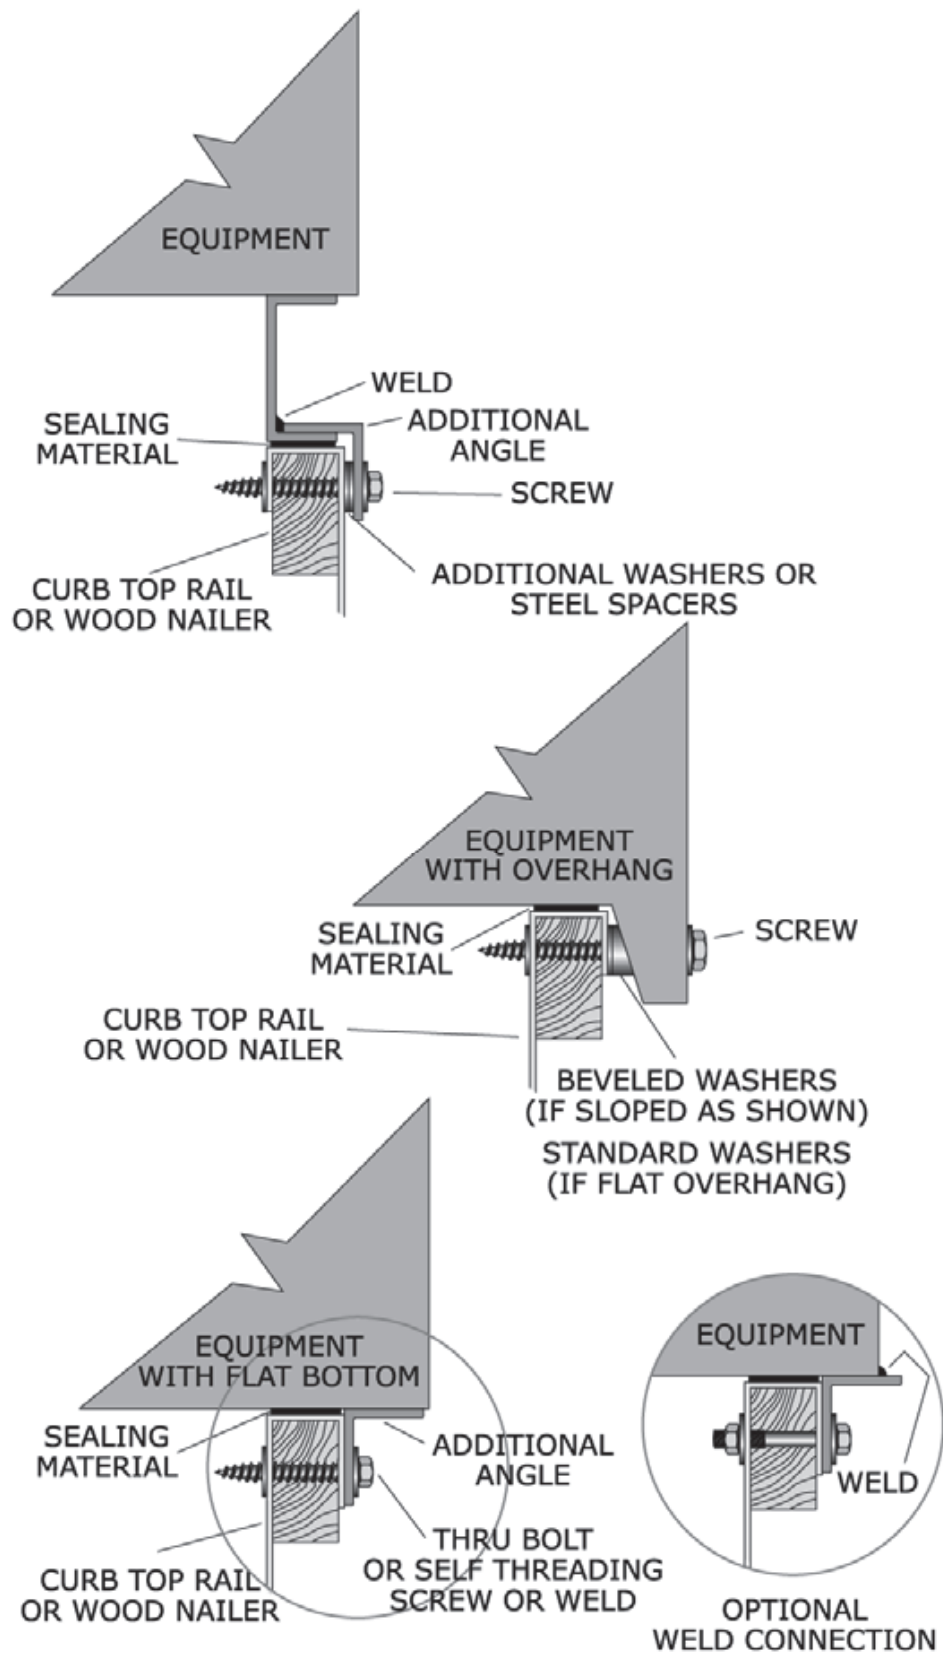 EQUIPMENT
WELD
SEALING
MATERIAL
ADDITIONAL
ANGLE
SCREW
CURB TOP RAIL
OR WOOD NAILER
ADDITIONAL WASHERS OR
STEEL SPACERS
EQUIPMENT
WITH OVERHANG
SEALING
MATERIAL
SCREW
CURB TOP RAIL
OR WOOD NAILER
BEVELED WASHERS
(IF SLOPED AS SHOWN)
STANDARD WASHERS
(IF FLAT OVERHANG)
EQUIPMENT
WITH FLAT BOTTOM
SEALING
MATERIAL
ADDITIONAL
ANGLE
THRU BOLT
OR SELF THREADING
SCREW OR WELD
CURB TOP RAIL
OR WOOD NAILER
EQUIPMENT
WELD
OPTIONAL
WELD CONNECTION